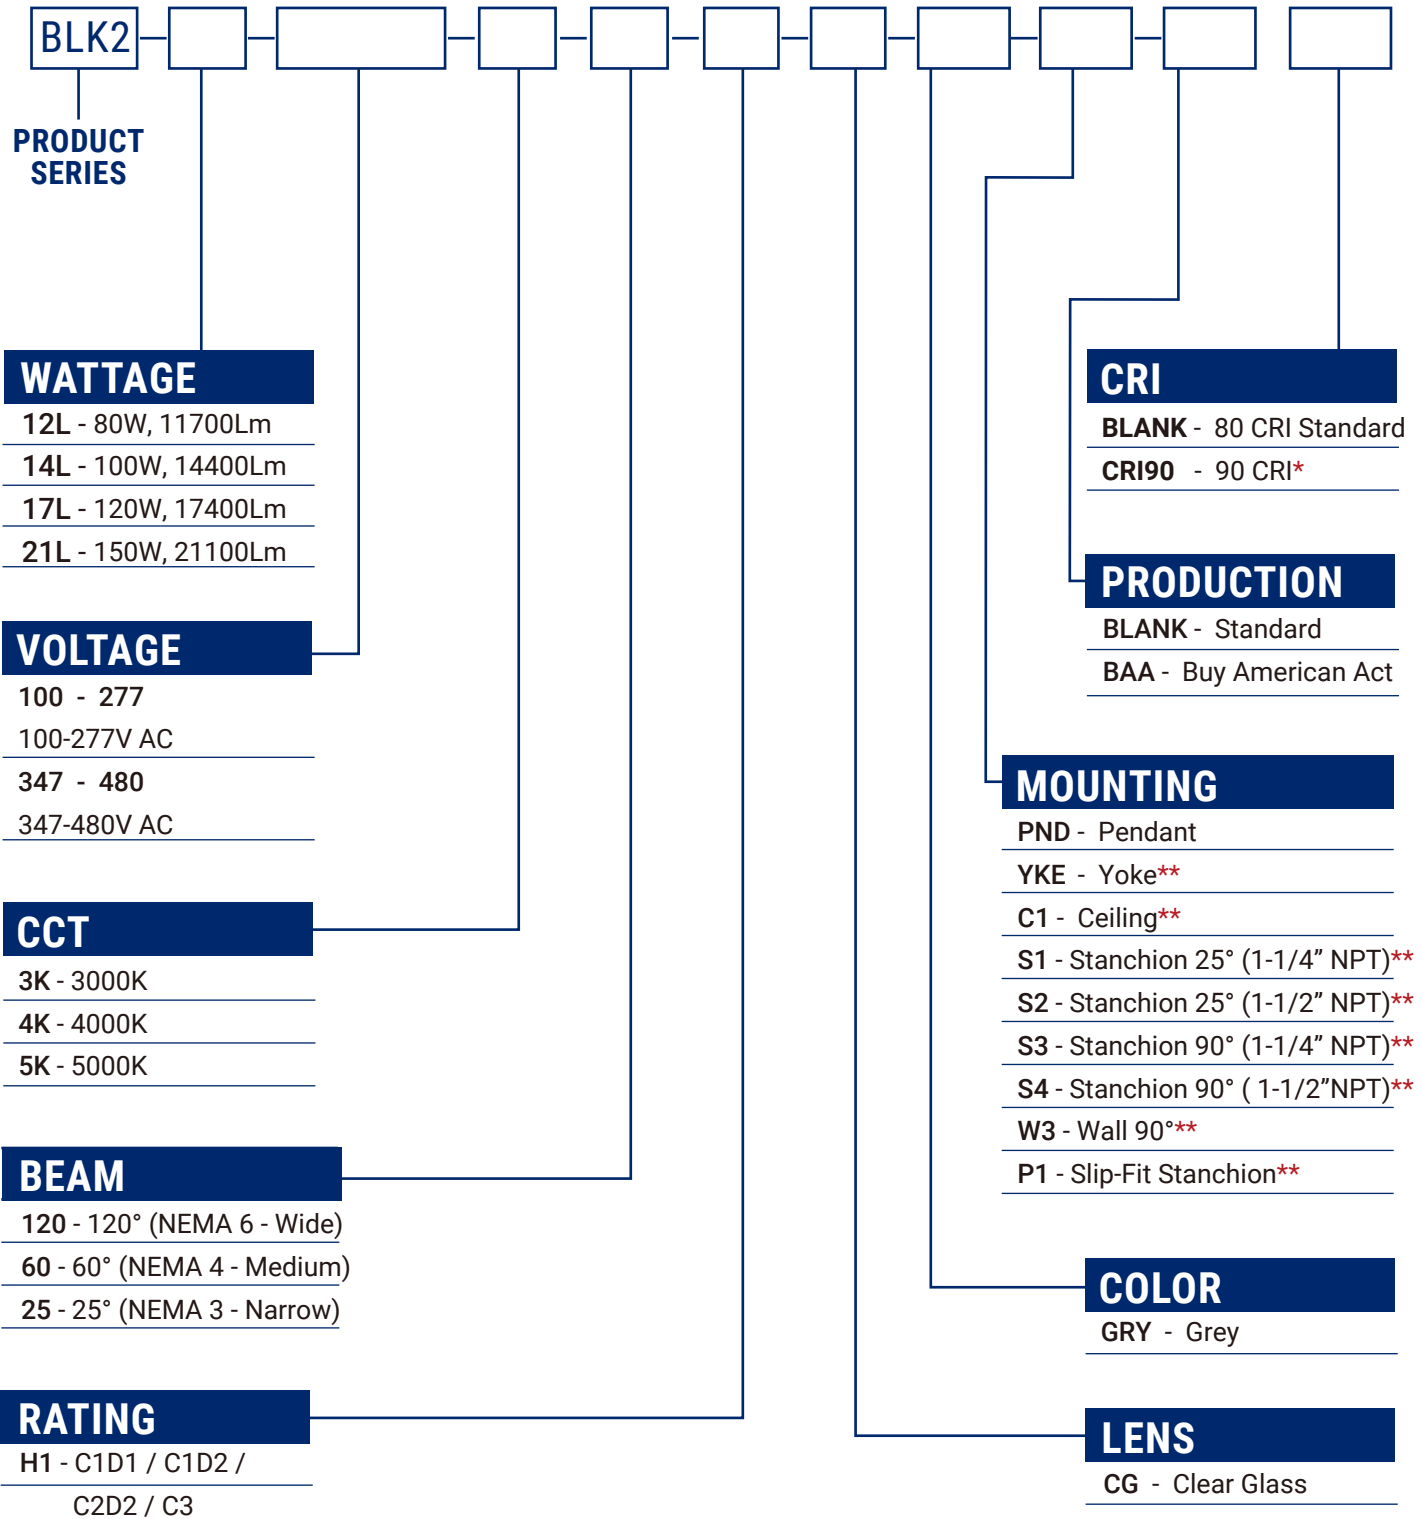 BLK2
PRODUCT
SERIES
WATTAGE
12L - 80W, 11700Lm
14L - 100W, 14400Lm
17L - 120W, 17400Lm
21L - 150W, 21100Lm
VOLTAGE
100 - 277
100-277V AC
347 - 480
347-480V AC
CCT
3K - 3000K
4K - 4000K
5K - 5000K
BEAM
120 - 120° (NEMA 6 - Wide)
60 - 60° (NEMA 4 - Medium)
25 - 25° (NEMA 3 - Narrow)
RATING
H1 - C1D1 / C1D2 /
C2D2 / C3
CRI
BLANK - 80 CRI Standard
CRI90 - 90 CRI*
PRODUCTION
BLANK - Standard
BAA - Buy American Act
MOUNTING
PND - Pendant
YKE - Yoke**
C1 - Ceiling**
S1 - Stanchion 25° (1-1/4” NPT)**
S2 - Stanchion 25° (1-1/2” NPT)**
S3 - Stanchion 90° (1-1/4” NPT)**
S4 - Stanchion 90° ( 1-1/2”NPT)**
W3 - Wall 90°**
P1 - Slip-Fit Stanchion**
COLOR
GRY - Grey
LENS
CG - Clear Glass